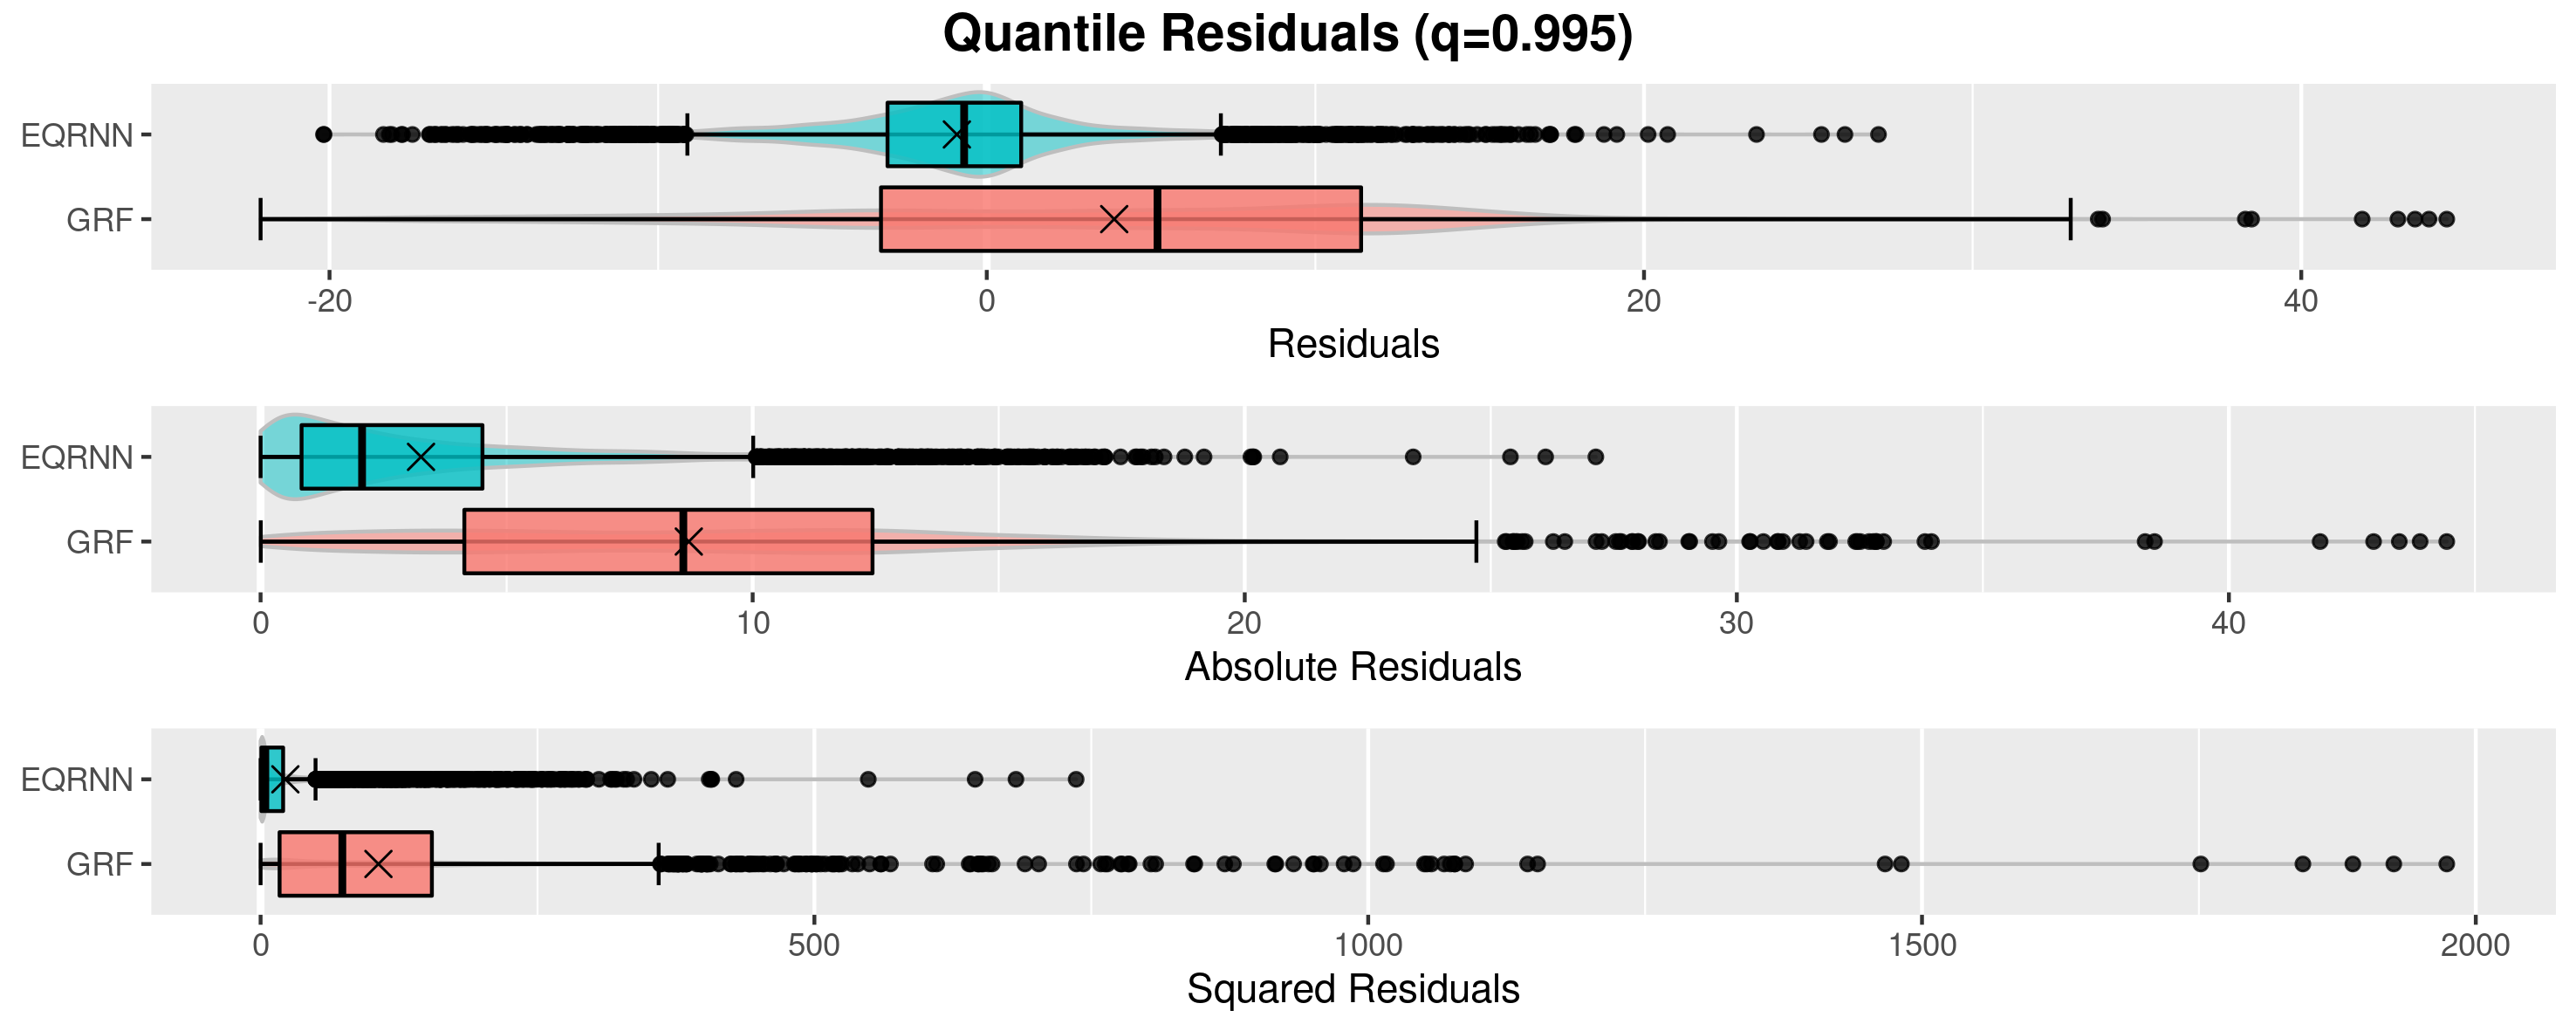 Quantile Residuals (q=0.995)
EQRNN
GRF
-20 0 20 40
Residuals
EQRNN
GRF
0 10 20 30 40
Absolute Residuals
EQRNN
GRF
0 500 1000 1500 2000
Squared Residuals